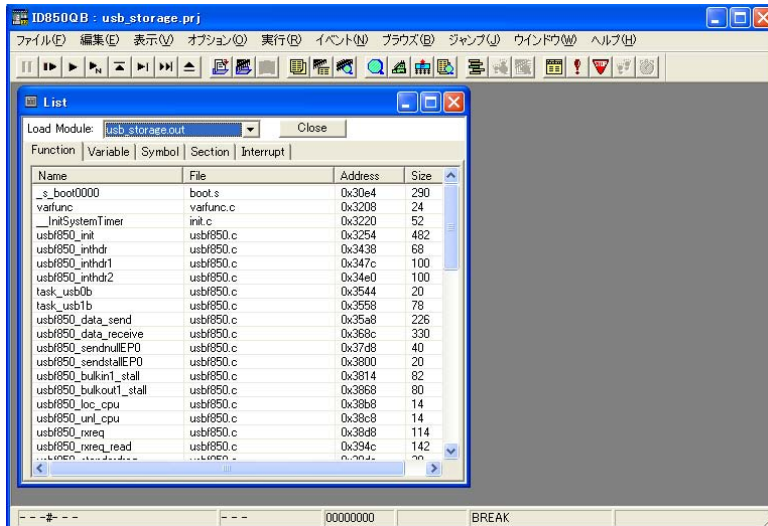 ID850QB : usb_storage.prj
ファイル(F) 編集(E) 表示(V) オプション(O) 実行(R) イベント(N) ブラウズ(B) ジャンプ(J) ウインドウ(W) ヘルプ(H)
List
Load Module: usb_storage.out Close
Function Variable Symbol Section Interrupt
Name File Address Size
_s_boot0000 boot.s 0x30e4 290
varfunc varfunc.c 0x3208 24
__InitSystemTimer init.c 0x3220 52
usbf850_init usbf850.c 0x3254 482
usbf850_inthdr usbf850.c 0x3438 68
usbf850_inthdr1 usbf850.c 0x347c 100
usbf850_inthdr2 usbf850.c 0x34e0 100
task_usb0b usbf850.c 0x3544 20
task_usb1b usbf850.c 0x3558 78
usbf850_data_send usbf850.c 0x35a8 226
usbf850_data_receive usbf850.c 0x368c 330
usbf850_sendnullEP0 usbf850.c 0x37d8 40
usbf850_sendstallEP0 usbf850.c 0x3800 20
usbf850_bulkin1_stall usbf850.c 0x3814 82
usbf850_bulkout1_stall usbf850.c 0x3868 80
usbf850_loc_cpu usbf850.c 0x38b8 14
usbf850_unl_cpu usbf850.c 0x38c8 14
usbf850_rxreq usbf850.c 0x38d8 114
usbf850_rxreq_read usbf850.c 0x394c 142
- - -#- - - - - - 00000000 BREAK